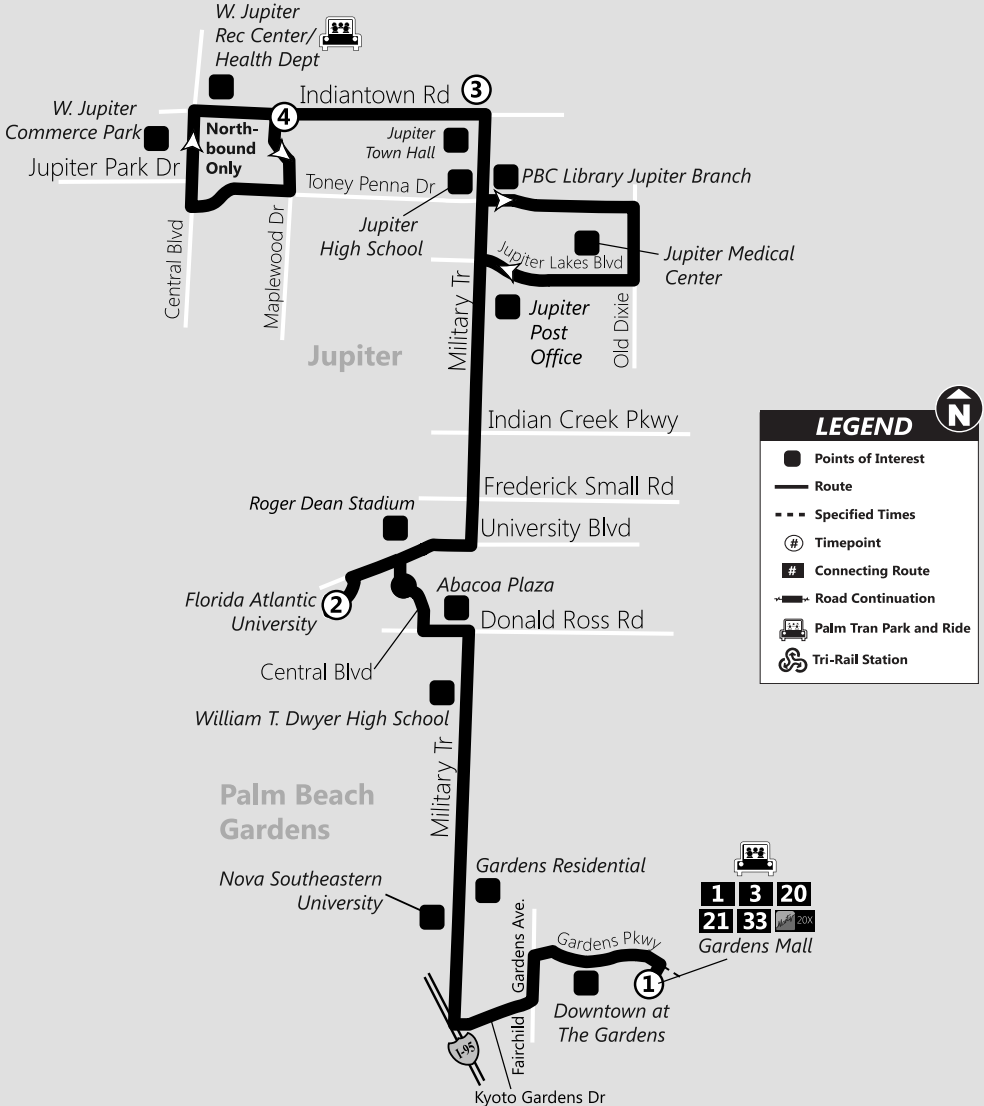 W. Jupiter
Rec Center/
Health Dept
Indiantown Rd
3
W. Jupiter
Commerce Park
4
North-
bound
Only
Jupiter
Town Hall
Jupiter Park Dr
Toney Penna Dr
PBC Library Jupiter Branch
Jupiter
High School
Jupiter Lakes Blvd
Jupiter Medical
Center
Central Blvd
Maplewood Dr
Military Tr
Jupiter
Post
Office
Old Dixie
Jupiter
Indian Creek Pkwy
Frederick Small Rd
Roger Dean Stadium
University Blvd
Florida Atlantic
University
2
Abacoa Plaza
Donald Ross Rd
Central Blvd
William T. Dwyer High School
Military Tr
Palm Beach
Gardens
Nova Southeastern
University
Gardens Residential
1 3 20
21 33 20X
Gardens Mall
Fairchild Gardens Ave.
Gardens Pkwy
1
Downtown at
The Gardens
I-95
Kyoto Gardens Dr
N
LEGEND
Points of Interest
Route
Specified Times
# Timepoint
# Connecting Route
Road Continuation
Palm Tran Park and Ride
Tri-Rail Station